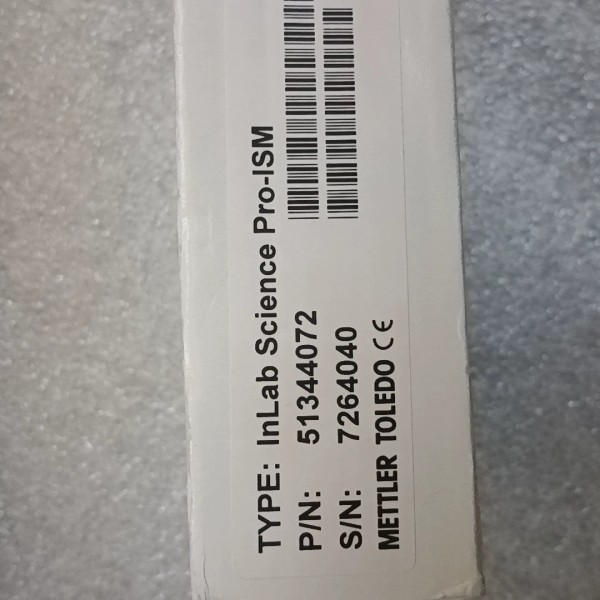 TYPE: InLab Science Pro-ISM
P/N: 51344072
S/N: 7264040
METTLER TOLEDO CE